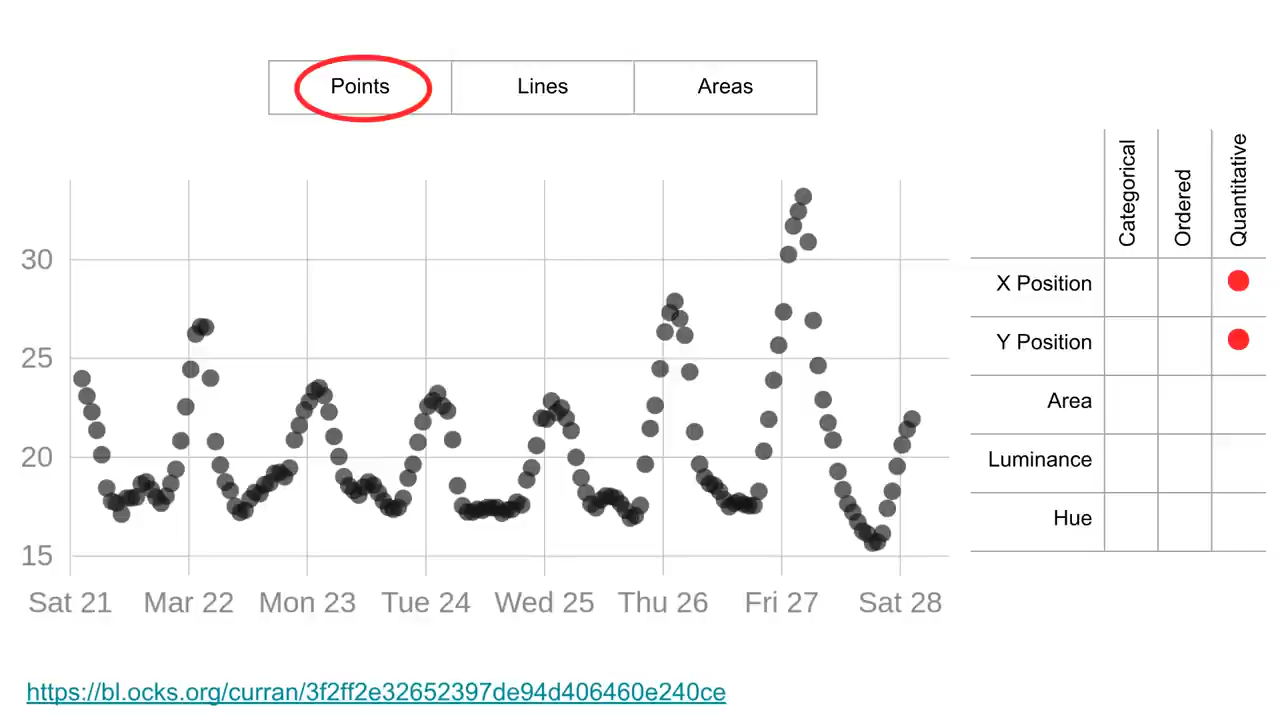 Points Lines Areas
Categorical
Ordered
Quantitative
30
25
20
15
Sat 21 Mar 22 Mon 23 Tue 24 Wed 25 Thu 26 Fri 27 Sat 28
X Position
Y Position
Area
Luminance
Hue
https://bl.ocks.org/curran/3f2ff2e32652397de94d406460e240ce